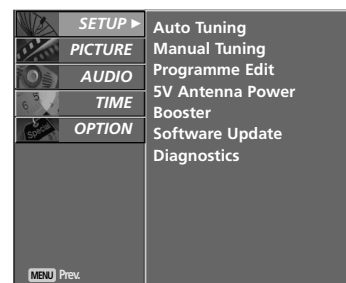 SETUP ►
PICTURE
AUDIO
TIME
OPTION
Special
Auto Tuning
Manual Tuning
Programme Edit
5V Antenna Power
Booster
Software Update
Diagnostics
MENU Prev.